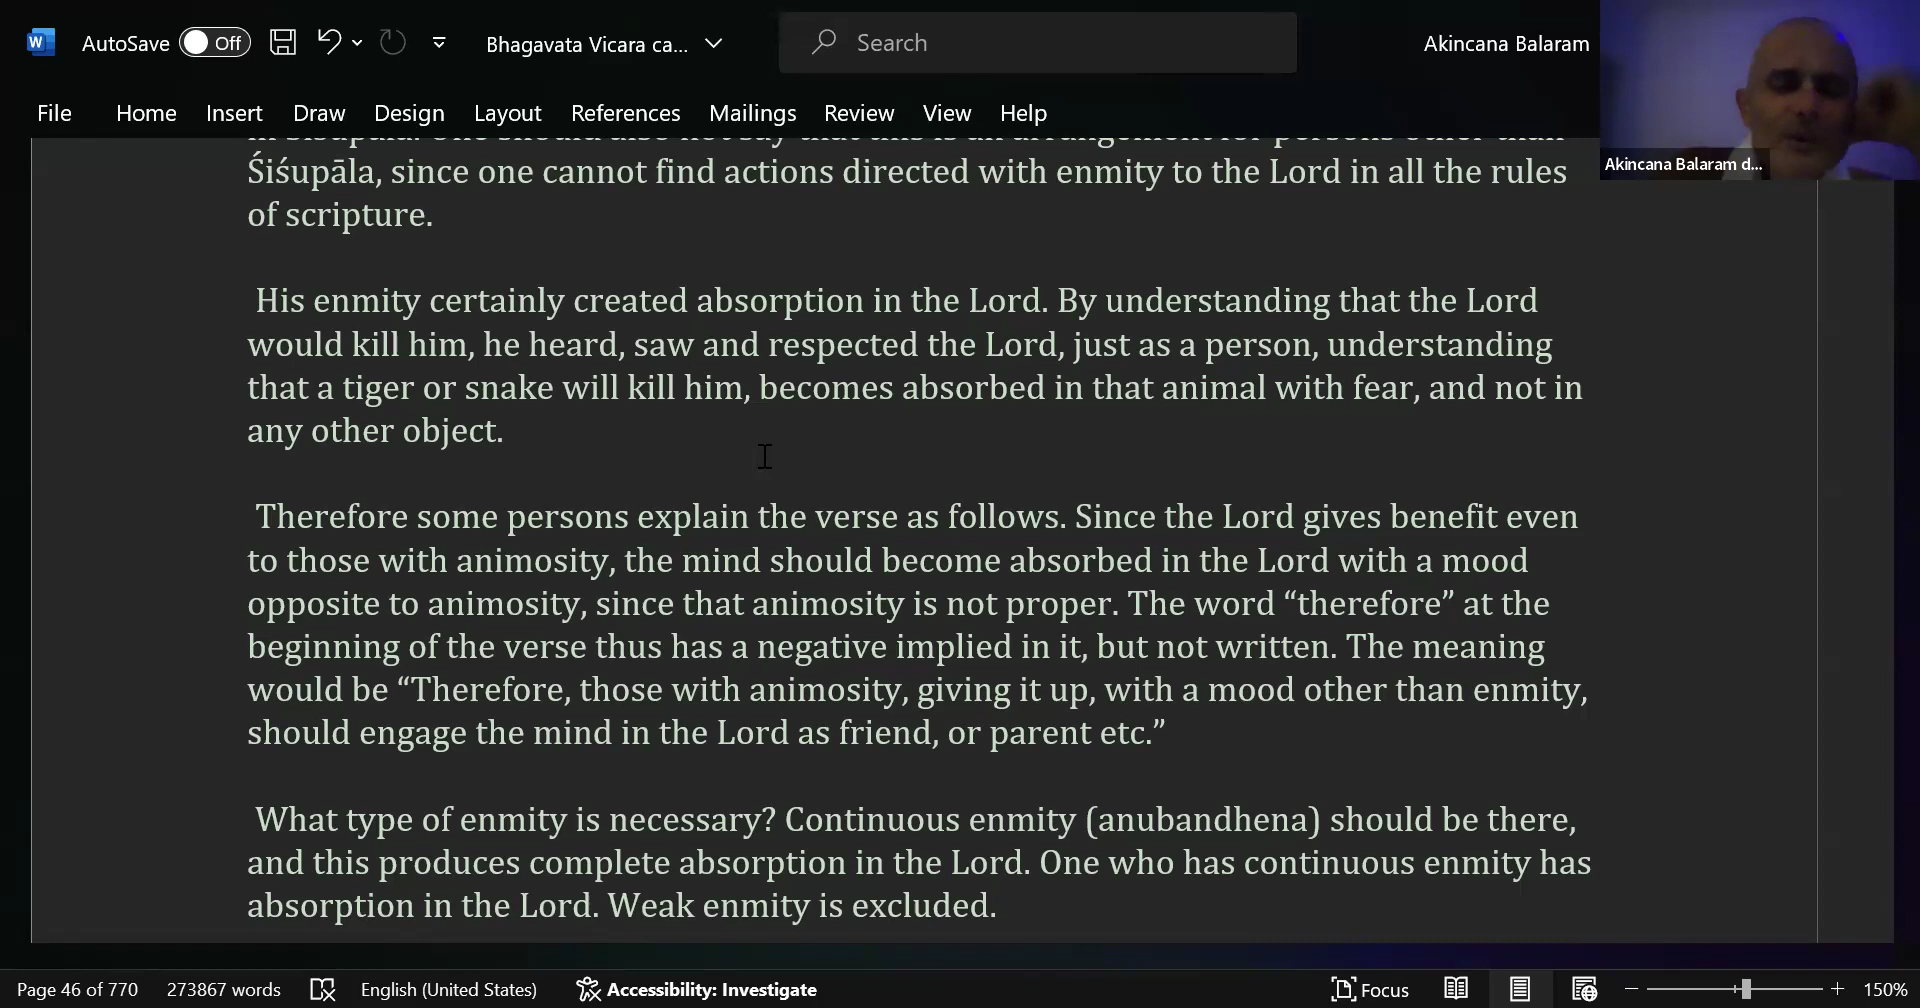 AutoSave Off Bhagavata Vicara ca... Search Akincana Balaram
File Home Insert Draw Design Layout References Mailings Review View Help
Akincana Balaram d...
Śiśupāla, since one cannot find actions directed with enmity to the Lord in all the rules
of scripture.
His enmity certainly created absorption in the Lord. By understanding that the Lord
would kill him, he heard, saw and respected the Lord, just as a person, understanding
that a tiger or snake will kill him, becomes absorbed in that animal with fear, and not in
any other object.
Therefore some persons explain the verse as follows. Since the Lord gives benefit even
to those with animosity, the mind should become absorbed in the Lord with a mood
opposite to animosity, since that animosity is not proper. The word “therefore” at the
beginning of the verse thus has a negative implied in it, but not written. The meaning
would be “Therefore, those with animosity, giving it up, with a mood other than enmity,
should engage the mind in the Lord as friend, or parent etc.”
What type of enmity is necessary? Continuous enmity (anubandhena) should be there,
and this produces complete absorption in the Lord. One who has continuous enmity has
absorption in the Lord. Weak enmity is excluded.
Page 46 of 770 273867 words English (United States) Accessibility: Investigate Focus 150%